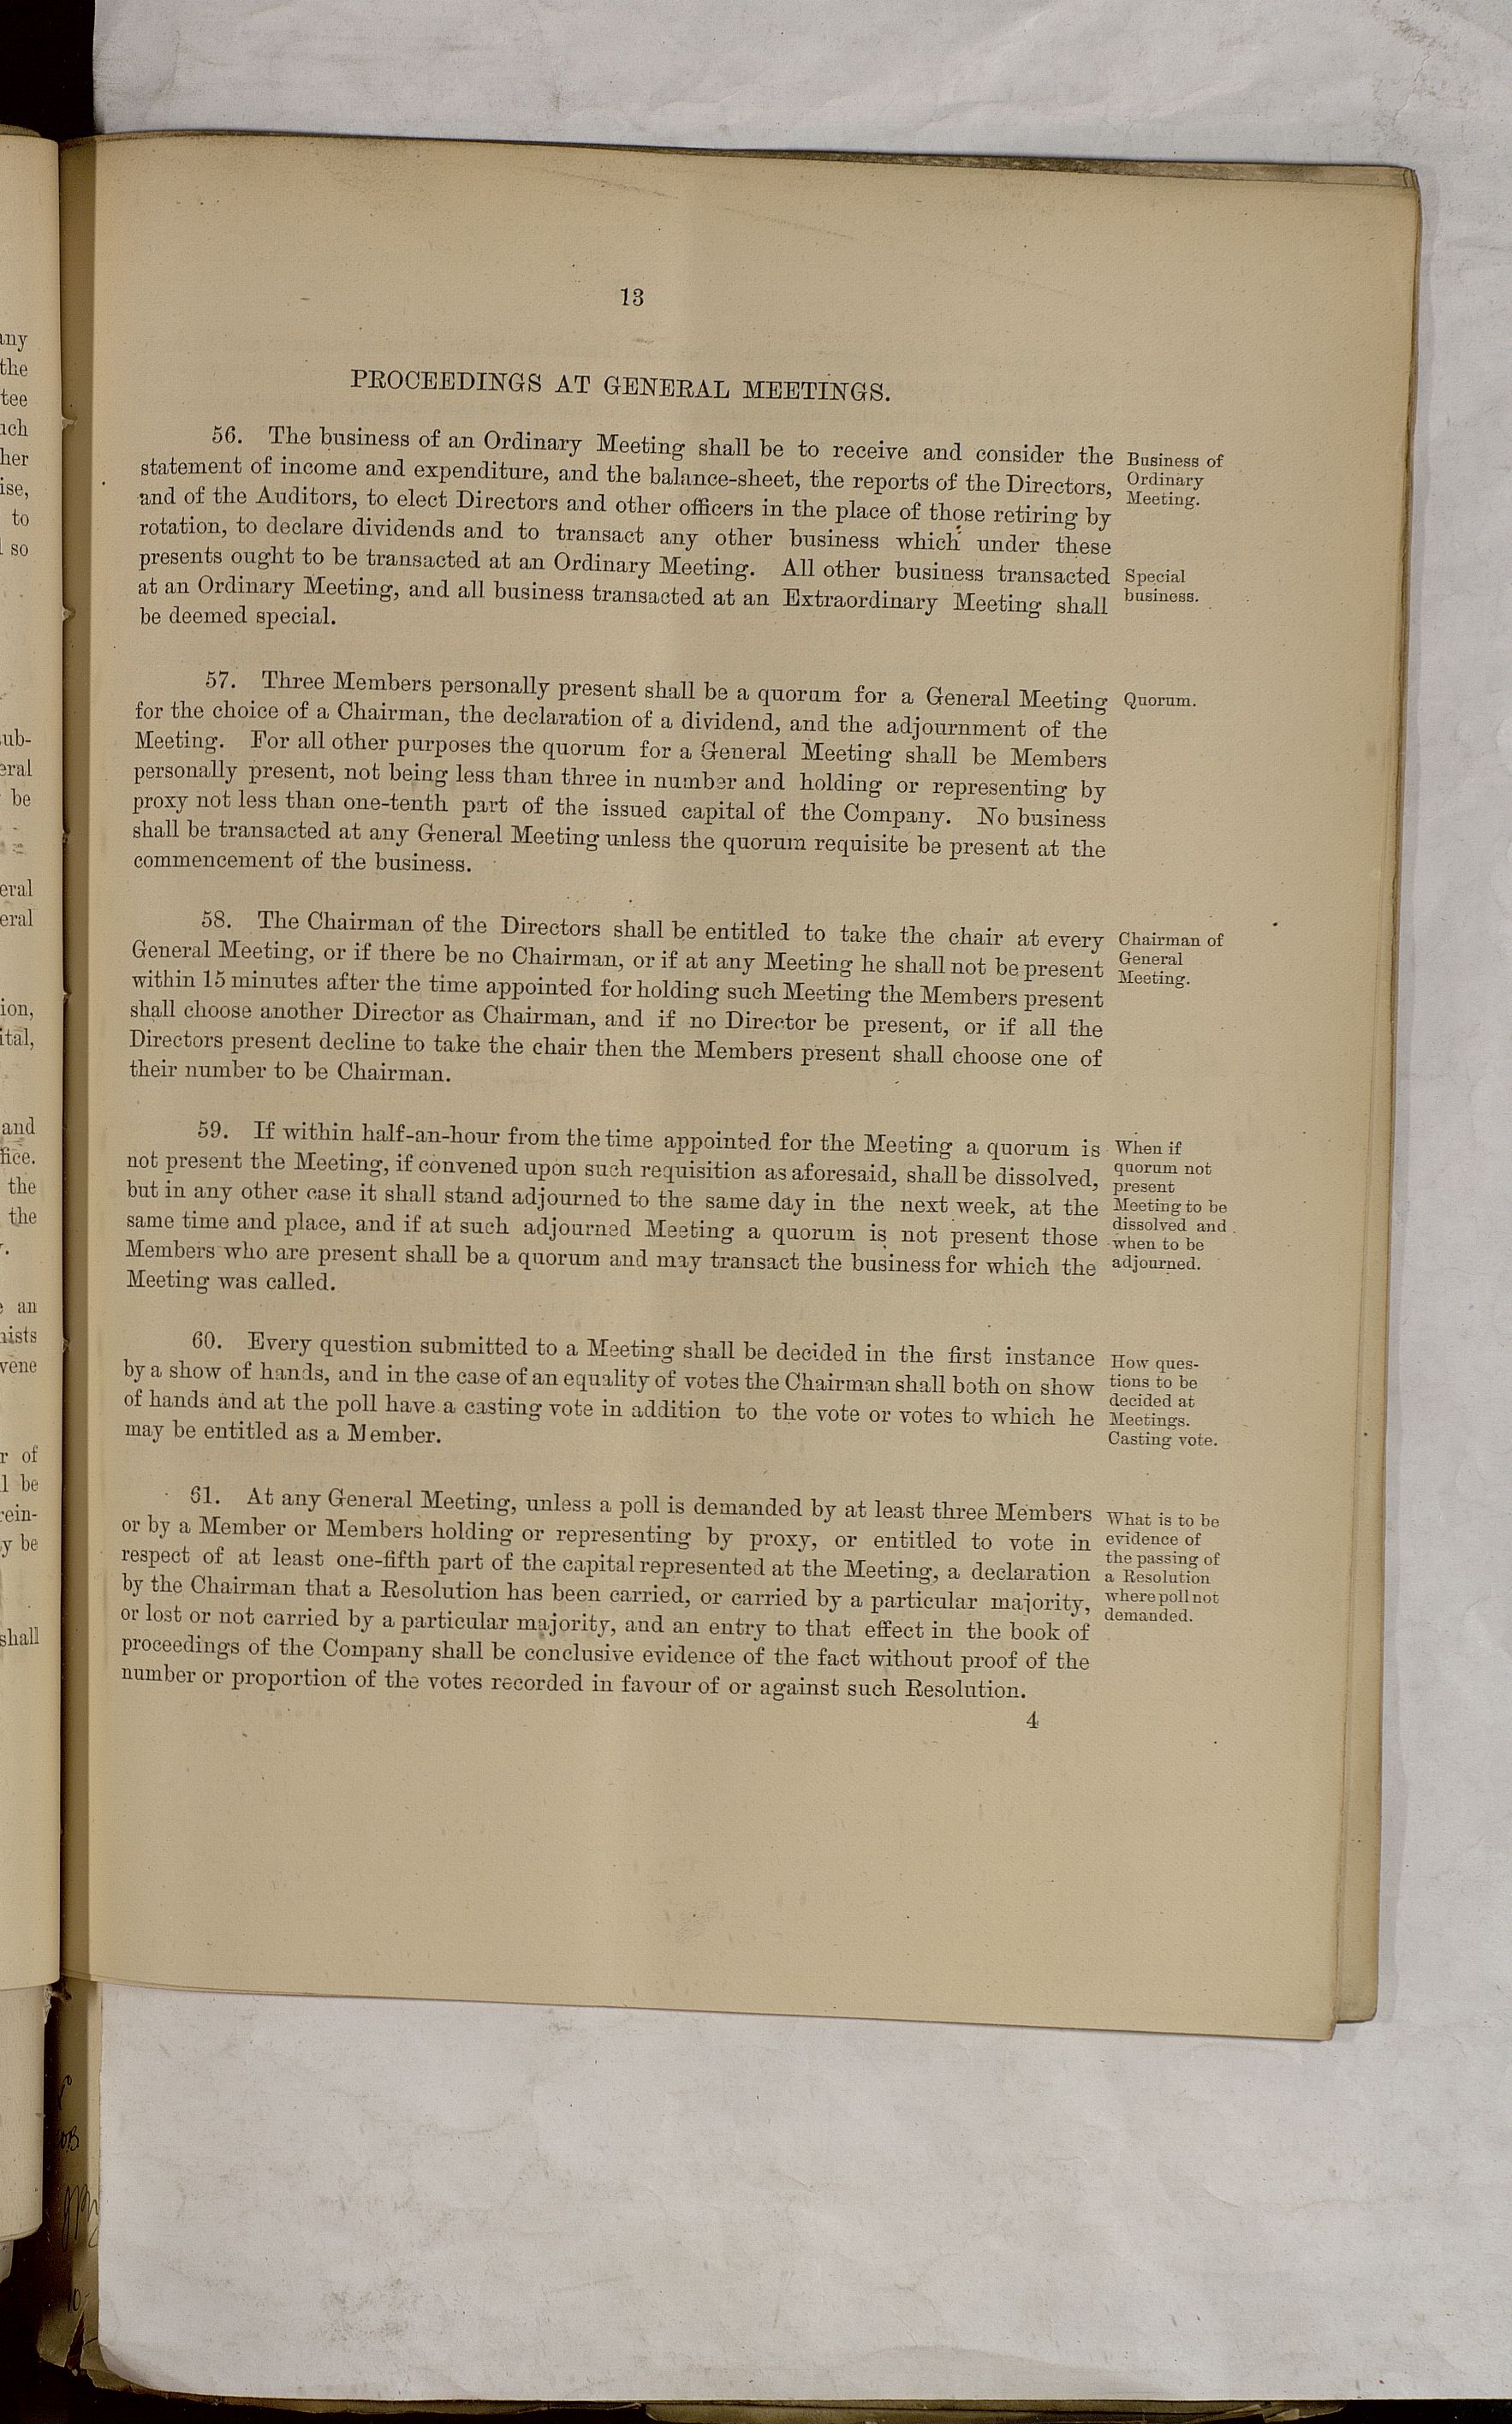 13
PROCEEDINGS AT GENERAL MEETINGS.
56. The business of an Ordinary Meeting shall be to receive and consider the
statement of income and expenditure, and the balance-sheet, the reports of the Directors,
and of the Auditors, to elect Directors and other officers in the place of those retiring by
rotation, to declare dividends and to transact any other business which under these
presents ought to be transacted at an Ordinary Meeting. All other business transacted
at an Ordinary Meeting, and all business transacted at an Extraordinary Meeting shall
be deemed special.
Business of
Ordinary
Meeting.
Special
business.
57. Three Members personally present shall be a quorum for a General Meeting
for the choice of a Chairman, the declaration of a dividend, and the adjournment of the
Meeting. For all other purposes the quorum for a General Meeting shall be Members
personally present, not being less than three in number and holding or representing by
proxy not less than one-tenth part of the issued capital of the Company. No business
shall be transacted at any General Meeting unless the quorum requisite be present at the
commencement of the business.
Quorum.
58. The Chairman of the Directors shall be entitled to take the chair at every
General Meeting, or if there be no Chairman, or if at any Meeting he shall not be present
within 15 minutes after the time appointed for holding such Meeting the Members present
shall choose another Director as Chairman, and if no Director be present, or if all the
Directors present decline to take the chair then the Members present shall choose one of
their number to be Chairman.
Chairman of
General
Meeting.
59. If within half-an-hour from the time appointed for the Meeting a quorum is
not present the Meeting, if convened upon such requisition as aforesaid, shall be dissolved,
but in any other case it shall stand adjourned to the same day in the next week, at the
same time and place, and if at such adjourned Meeting a quorum is not present those
Members who are present shall be a quorum and may transact the business for which the
Meeting was called.
When if
quorum not
present
Meeting to be
dissolved and
when to be
adjourned.
60. Every question submitted to a Meeting shall be decided in the first instance
by a show of hands, and in the case of an equality of votes the Chairman shall both on show
of hands and at the poll have a casting vote in addition to the vote or votes to which he
may be entitled as a Member.
How ques-
tions to be
decided at
Meetings.
Casting vote.
61. At any General Meeting, unless a poll is demanded by at least three Members
or by a Member or Members holding or representing by proxy, or entitled to vote in
respect of at least one-fifth part of the capital represented at the Meeting, a declaration
by the Chairman that a Resolution has been carried, or carried by a particular majority,
or lost or not carried by a particular majority, and an entry to that effect in the book of
proceedings of the Company shall be conclusive evidence of the fact without proof of the
number or proportion of the votes recorded in favour of or against such Resolution.
What is to be
evidence of
the passing of
a Resolution
where poll not
demanded.
4